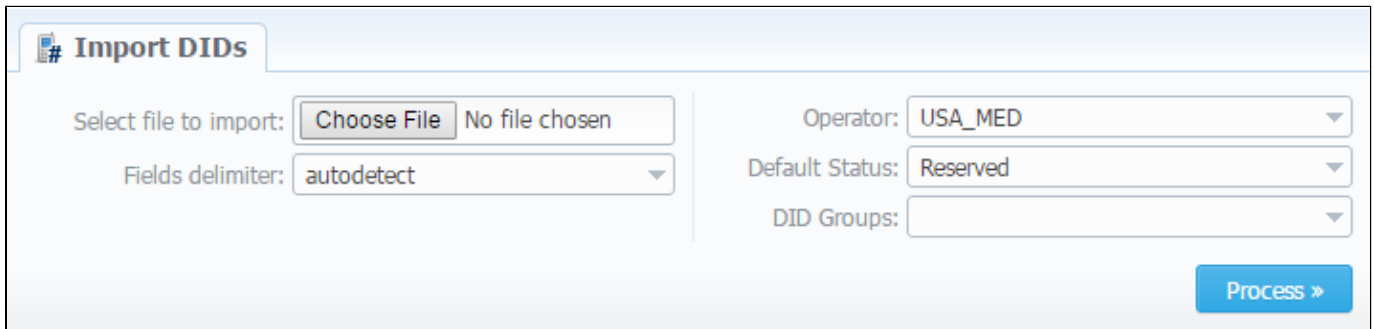 Import DIDs
Select file to import: Choose File No file chosen
Fields delimiter: autodetect
Operator: USA_MED
Default Status: Reserved
DID Groups:
Process »